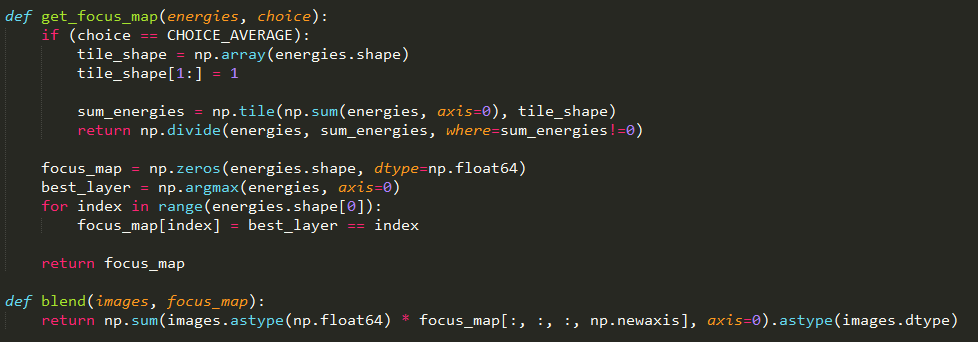 def get_focus_map(energies, choice):
    if (choice == CHOICE_AVERAGE):
        tile_shape = np.array(energies.shape)
        tile_shape[1:] = 1

        sum_energies = np.tile(np.sum(energies, axis=0), tile_shape)
        return np.divide(energies, sum_energies, where=sum_energies!=0)

    focus_map = np.zeros(energies.shape, dtype=np.float64)
    best_layer = np.argmax(energies, axis=0)
    for index in range(energies.shape[0]):
        focus_map[index] = best_layer == index

    return focus_map

def blend(images, focus_map):
    return np.sum(images.astype(np.float64) * focus_map[:, :, :, np.newaxis], axis=0).astype(images.dtype)